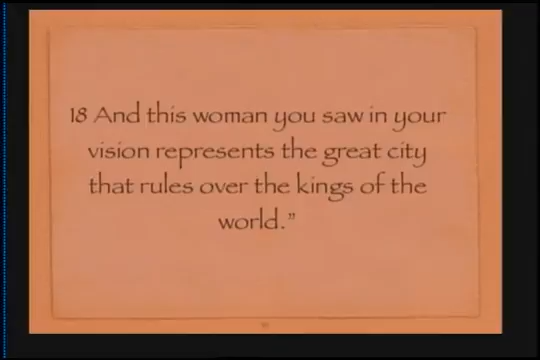 18 And this woman you saw in your
vision represents the great city
that rules over the kings of the
world.”